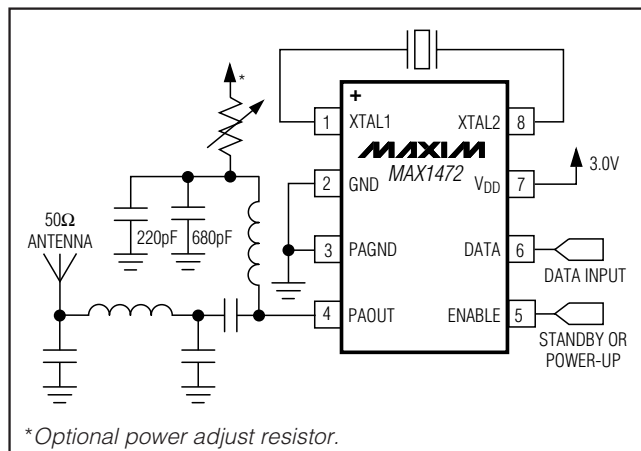 *
+
1 XTAL1 XTAL2 8
MAXIM
MAX1472
2 GND VDD 7 3.0V
50Ω
ANTENNA
220pF 680pF
3 PAGND DATA 6
DATA INPUT
4 PAOUT ENABLE 5
STANDBY OR
POWER-UP
*Optional power adjust resistor.